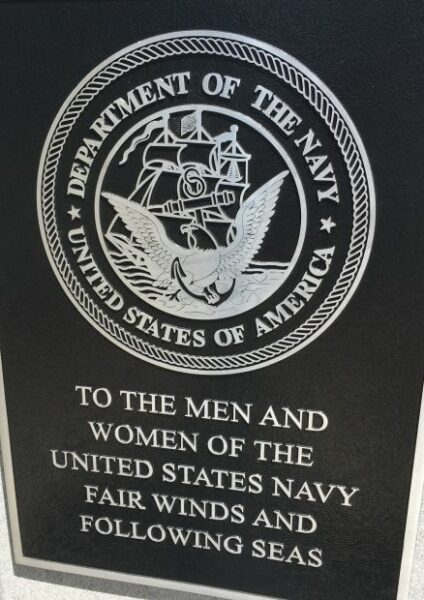 DEPARTMENT OF THE NAVY
UNITED STATES OF AMERICA
TO THE MEN AND
WOMEN OF THE
UNITED STATES NAVY
FAIR WINDS AND
FOLLOWING SEAS